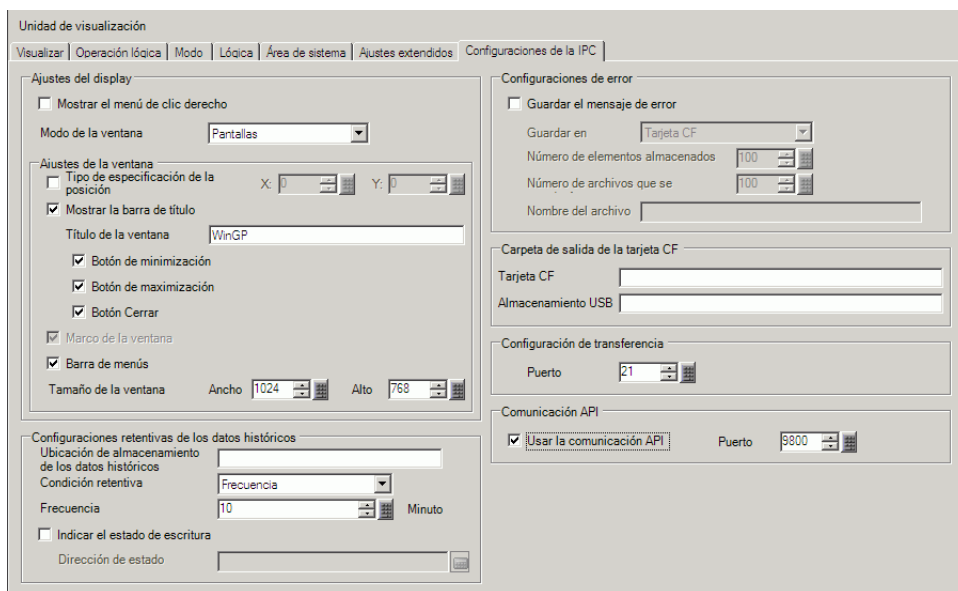 Unidad de visualización
Visualizar
Operación lógica
Modo
Lógica
Área de sistema
Ajustes extendidos
Configuraciones de la IPC
Ajustes del display
Mostrar el menú de clic derecho
Modo de la ventana
Pantallas
Ajustes de la ventana
Tipo de especificación de la
posición
X: 0
Y: 0
Mostrar la barra de título
Título de la ventana
WinGP
Botón de minimización
Botón de maximización
Botón Cerrar
Marco de la ventana
Barra de menús
Tamaño de la ventana
Ancho 1024
Alto 768
Configuraciones retentivas de los datos históricos
Ubicación de almacenamiento
de los datos históricos
Condición retentiva
Frecuencia
Frecuencia
10
Minuto
Indicar el estado de escritura
Dirección de estado
Configuraciones de error
Guardar el mensaje de error
Guardar en
Tarjeta CF
Número de elementos almacenados
100
Número de archivos que se
100
Nombre del archivo
Carpeta de salida de la tarjeta CF
Tarjeta CF
Almacenamiento USB
Configuración de transferencia
Puerto
21
Comunicación API
Usar la comunicación API
Puerto
9800